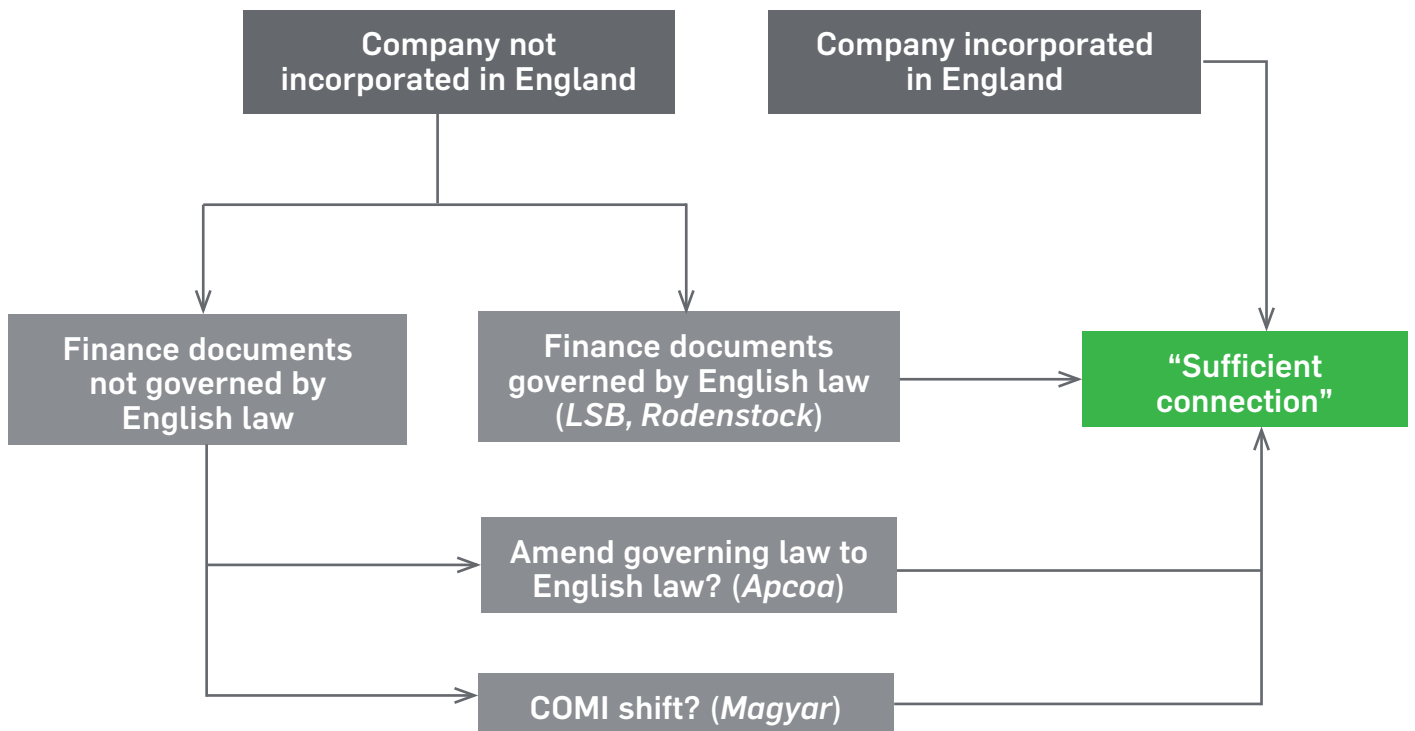 Company not
incorporated in England
Company incorporated
in England
Finance documents
not governed by
English law
Finance documents
governed by English law
(LSB, Rodenstock)
“Sufficient
connection”
Amend governing law to
English law? (Apcoa)
COMI shift? (Magyar)